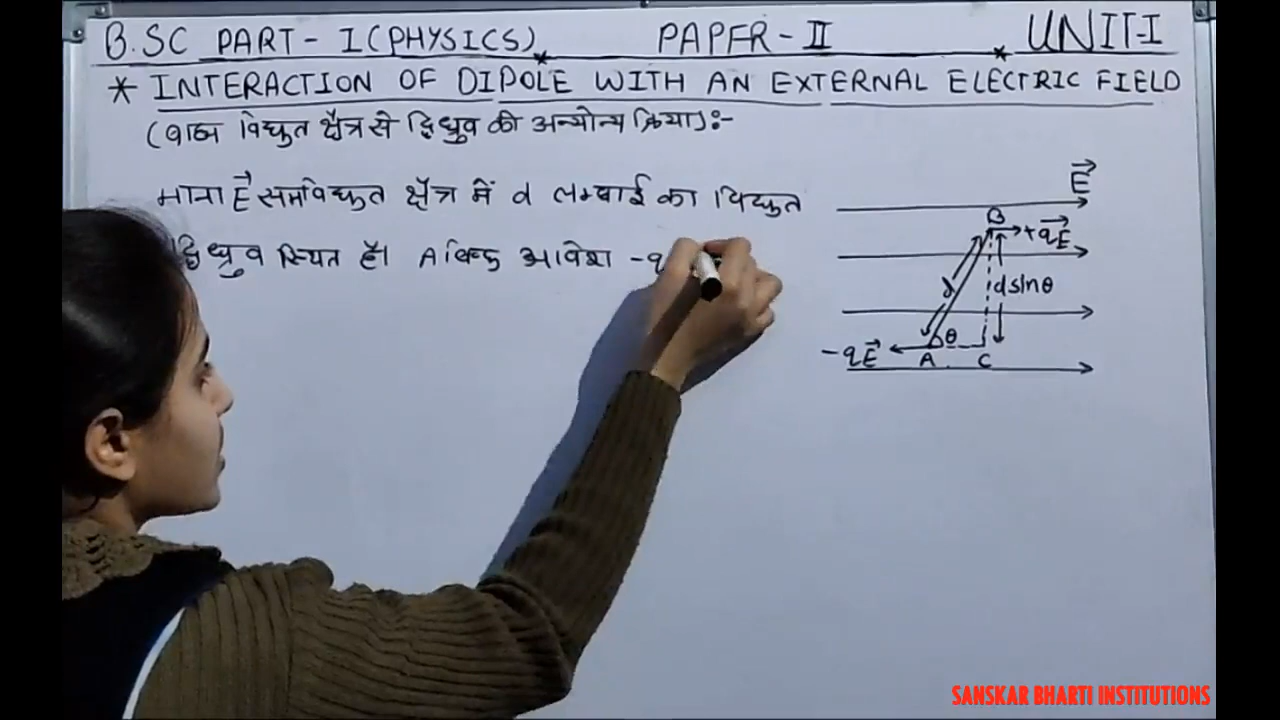 B.SC PART-I (PHYSICS) PAPER-II UNIT-I
* INTERACTION OF DIPOLE WITH AN EXTERNAL ELECTRIC FIELD
(बाह्य विद्युत क्षेत्र से द्विध्रुव की अन्योन्य क्रिया):-
माना E⃗ समविद्युत क्षेत्र में d लम्बाई का विद्युत
द्विध्रुव स्थित है। A बिन्दु आवेश -q
E⃗
B
+qE⃗
d
dsinθ
θ
-qE⃗
A C
SANSKAR BHARTI INSTITUTIONS